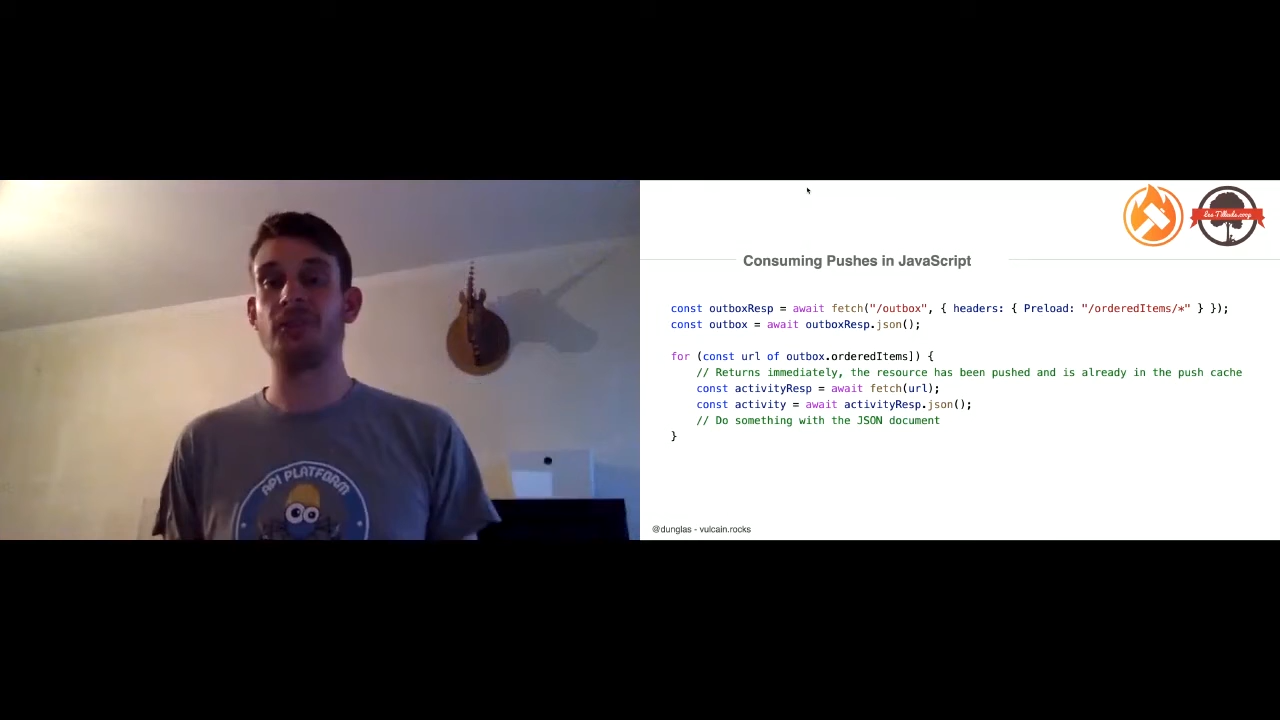 API PLATFORM
Les-Tilleuls.coop
Consuming Pushes in JavaScript
const outboxResp = await fetch("/outbox", { headers: { Preload: "/orderedItems/*" } });
const outbox = await outboxResp.json();
for (const url of outbox.orderedItems]) {
// Returns immediately, the resource has been pushed and is already in the push cache
const activityResp = await fetch(url);
const activity = await activityResp.json();
// Do something with the JSON document
}
@dunglas - vulcain.rocks